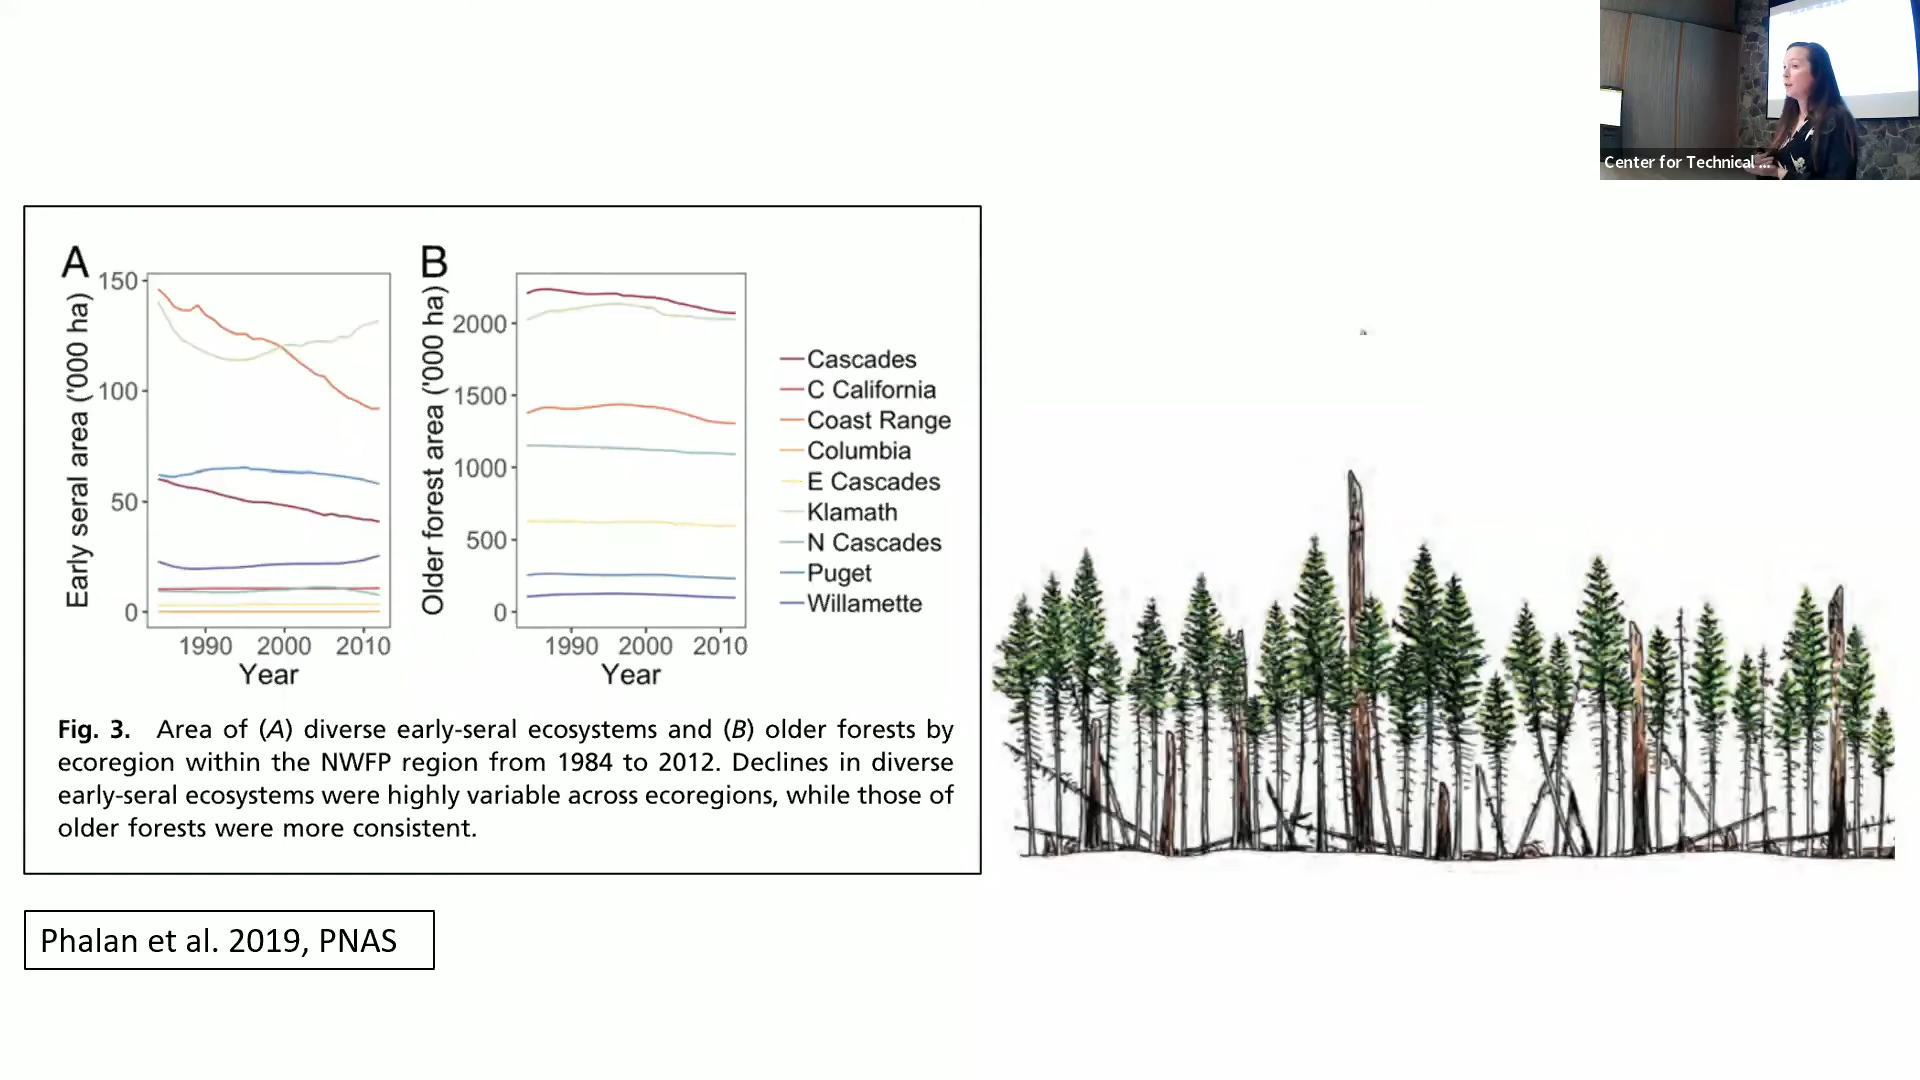 Center for Technical ...
A
B
Early seral area ('000 ha)
150
100
50
0
1990 2000 2010
Year
Older forest area ('000 ha)
2000
1500
1000
500
0
1990 2000 2010
Year
Cascades
C California
Coast Range
Columbia
E Cascades
Klamath
N Cascades
Puget
Willamette
Fig. 3. Area of (A) diverse early-seral ecosystems and (B) older forests by
ecoregion within the NWFP region from 1984 to 2012. Declines in diverse
early-seral ecosystems were highly variable across ecoregions, while those of
older forests were more consistent.
Phalan et al. 2019, PNAS